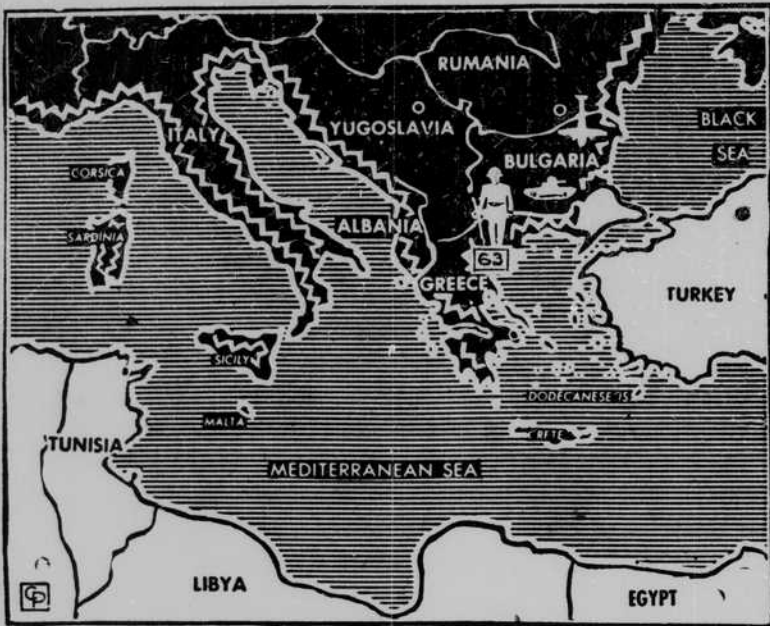 RUMANIA
BLACK
SEA
ITALY
YUGOSLAVIA
BULGARIA
CORSICA
SARDINIA
ALBANIA
63
GREECE
TURKEY
SICILY
DODECANESE IS
MALTA
CRETE
TUNISIA
MEDITERRANEAN SEA
LIBYA
EGYPT
CP